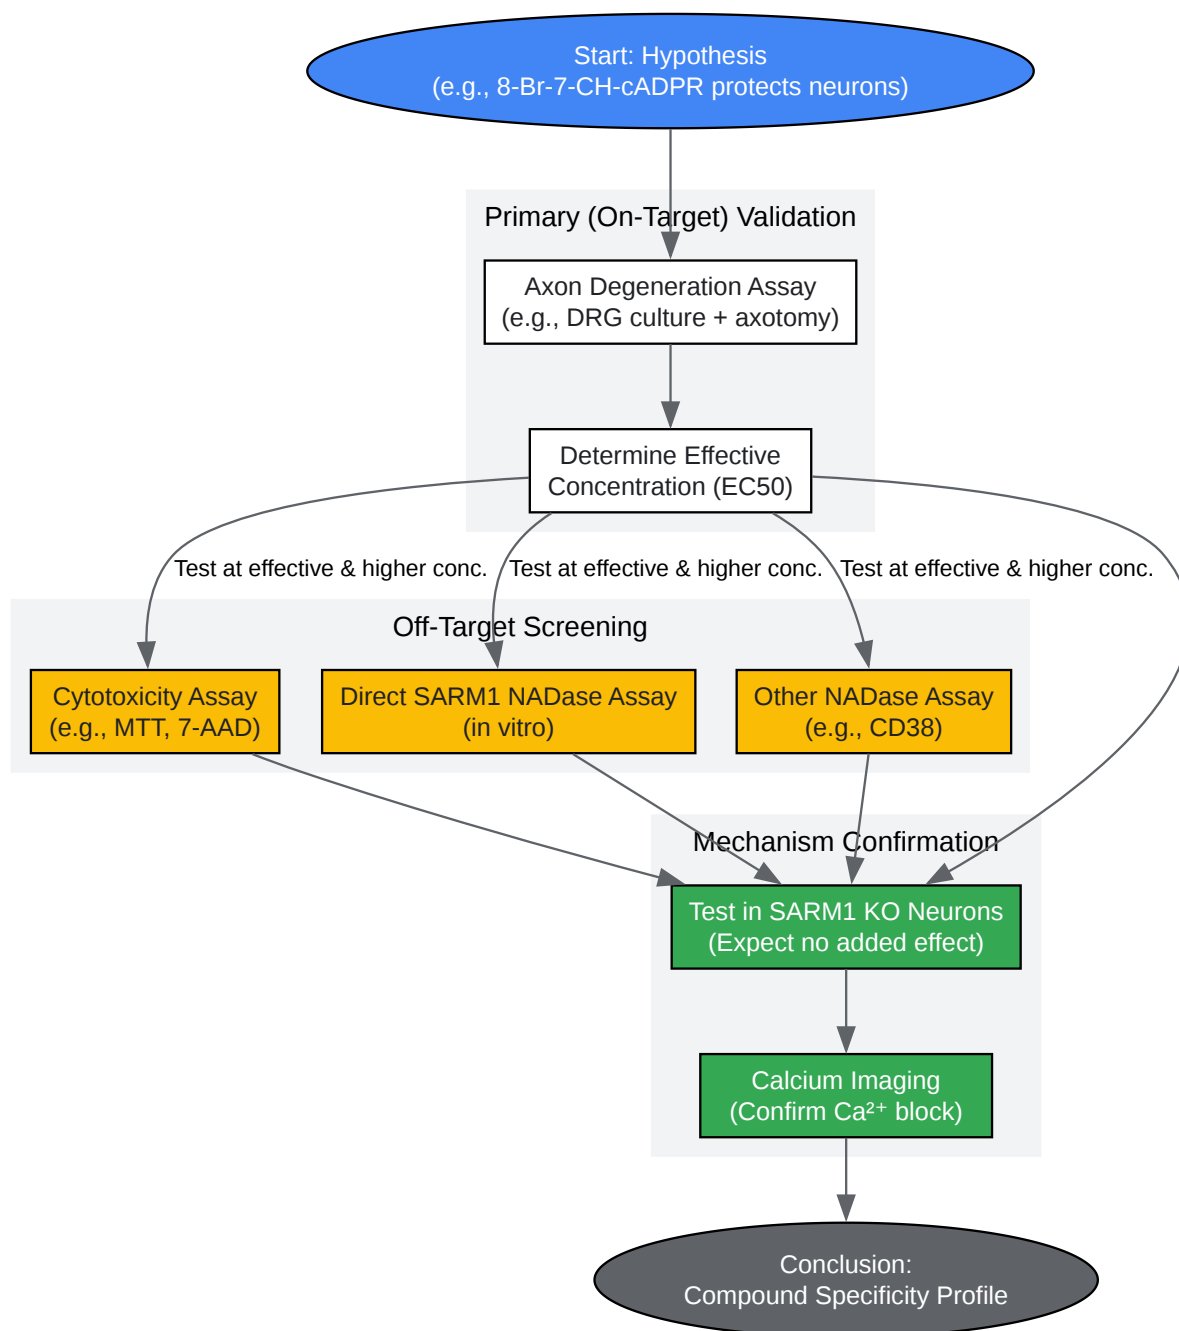 Start: Hypothesis
(e.g., 8-Br-7-CH-cADPR protects neurons)
Primary (On-Target) Validation
Axon Degeneration Assay
(e.g., DRG culture + axotomy)
Determine Effective
Concentration (EC50)
Test at effective & higher conc.
Test at effective & higher conc.
Test at effective & higher conc.
Off-Target Screening
Cytotoxicity Assay
(e.g., MTT, 7-AAD)
Direct SARM1 NADase Assay
(in vitro)
Other NADase Assay
(e.g., CD38)
Mechanism Confirmation
Test in SARM1 KO Neurons
(Expect no added effect)
Calcium Imaging
(Confirm Ca²⁺ block)
Conclusion:
Compound Specificity Profile